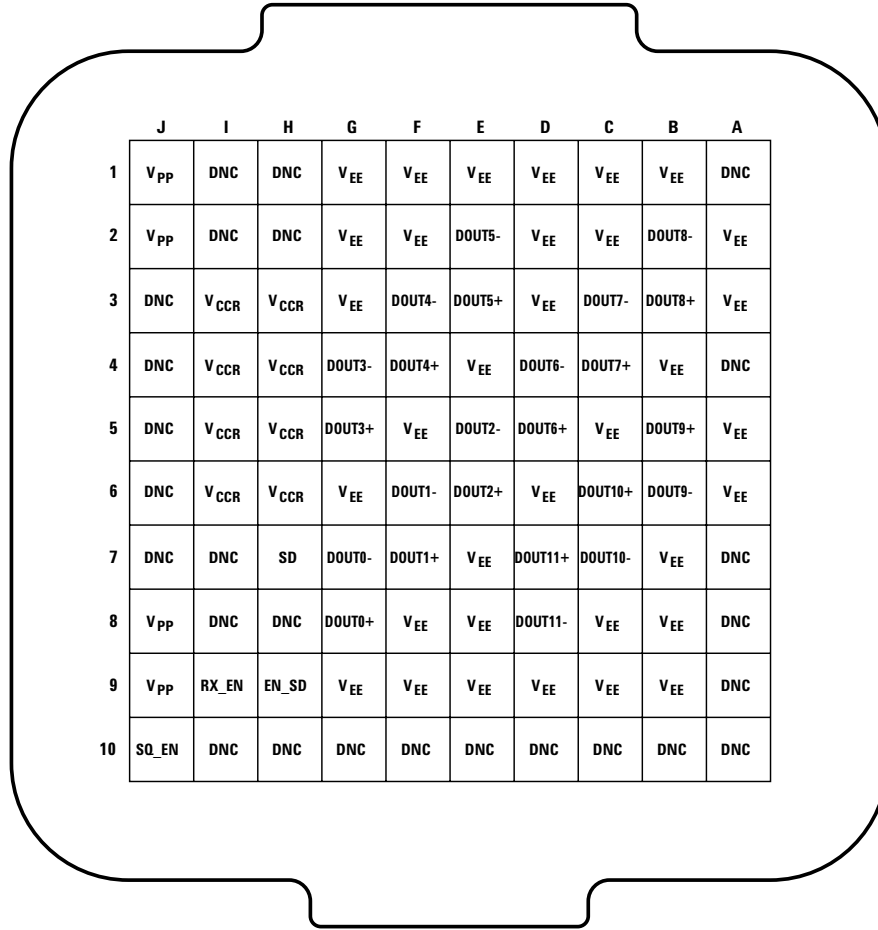 J I H G F E D C B A
1 VPP DNC DNC VEE VEE VEE VEE VEE VEE DNC
2 VPP DNC DNC VEE VEE DOUT5- VEE VEE DOUT8- VEE
3 DNC VCCR VCCR VEE DOUT4- DOUT5+ VEE DOUT7- DOUT8+ VEE
4 DNC VCCR VCCR DOUT3- DOUT4+ VEE DOUT6- DOUT7+ VEE DNC
5 DNC VCCR VCCR DOUT3+ VEE DOUT2- DOUT6+ VEE DOUT9+ VEE
6 DNC VCCR VCCR VEE DOUT1- DOUT2+ VEE DOUT10+ DOUT9- VEE
7 DNC DNC SD DOUT0- DOUT1+ VEE DOUT11+ DOUT10- VEE DNC
8 VPP DNC DNC DOUT0+ VEE VEE DOUT11- VEE VEE DNC
9 VPP RX_EN EN_SD VEE VEE VEE VEE VEE VEE DNC
10 SQ_EN DNC DNC DNC DNC DNC DNC DNC DNC DNC